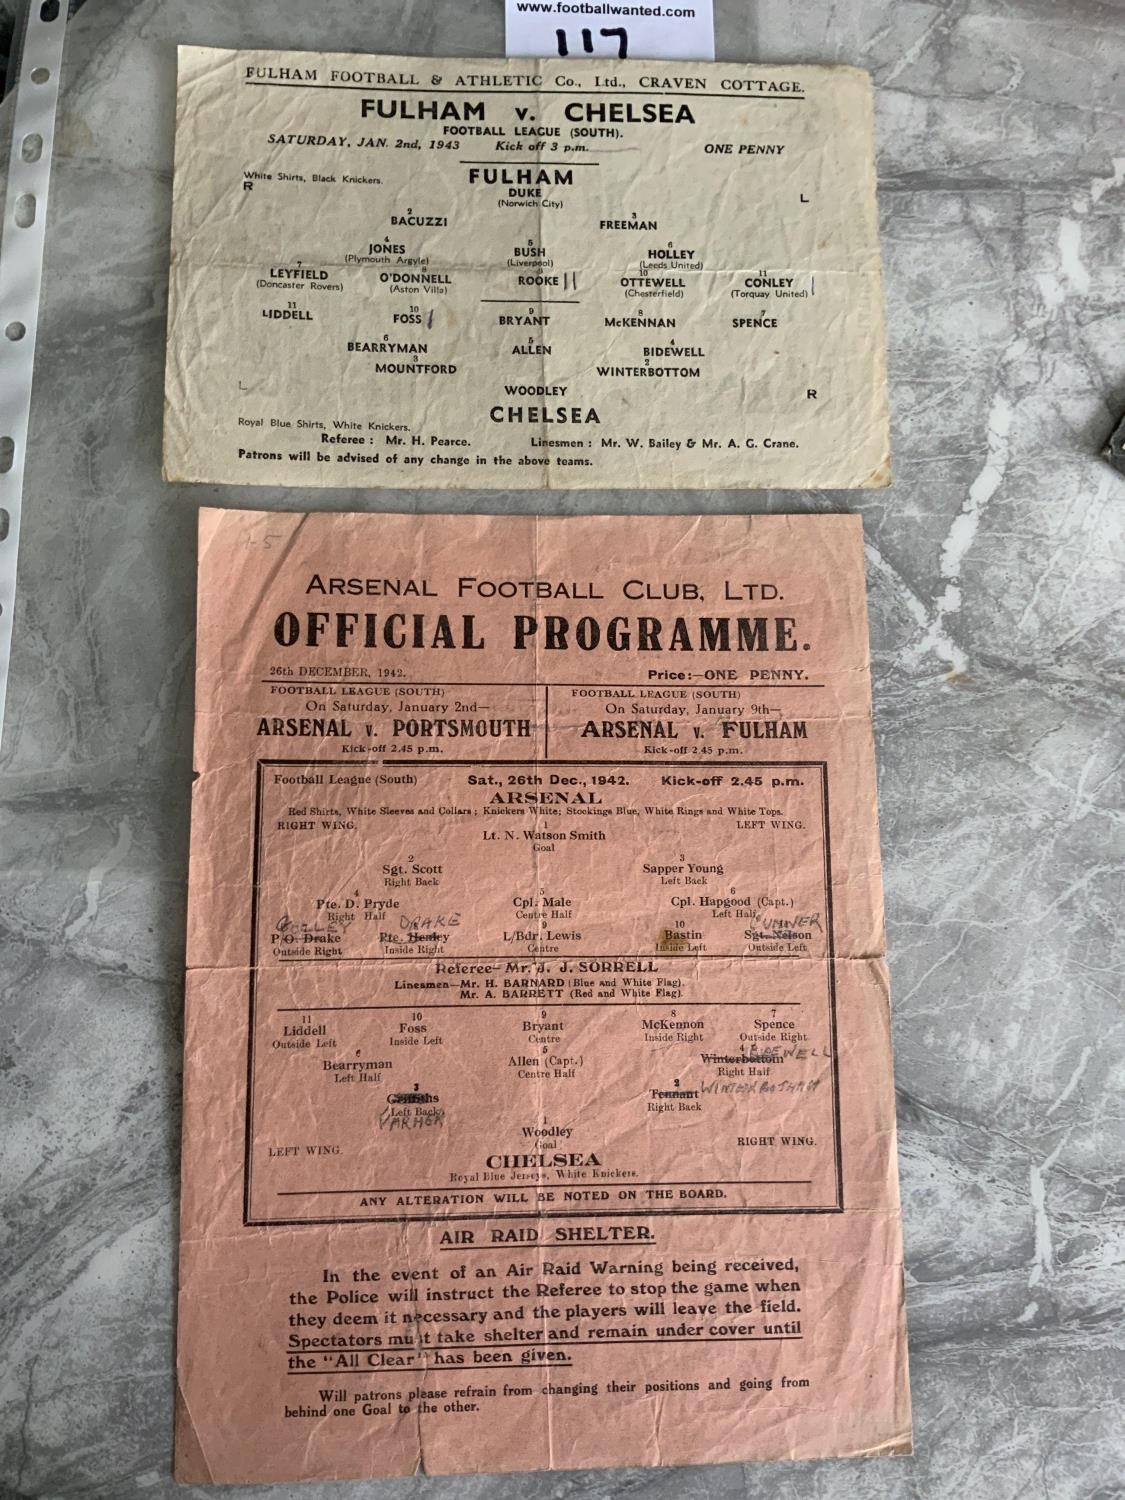 www.footballwanted.com
117
FULHAM FOOTBALL & ATHLETIC Co., Ltd., CRAVEN COTTAGE.
FULHAM v. CHELSEA
FOOTBALL LEAGUE (SOUTH).
SATURDAY, JAN. 2nd, 1943 Kick off 3 p.m. ONE PENNY
White Shirts, Black Knickers. FULHAM
R DUKE L
(Norwich City)
2 3
BACUZZI FREEMAN
4 5 6
JONES BUSH HOLLEY
(Plymouth Argyle) (Liverpool) (Leeds United)
7 8 9 10 11
LEYFIELD O'DONNELL ROOKE || OTTEWELL CONLEY |
(Doncaster Rovers) (Aston Villa) (Chesterfield) (Torquay United)
11 10 9 8 7
LIDDELL FOSS / BRYANT McKENNAN SPENCE
6 5 4
BEARRYMAN ALLEN BIDEWELL
3 2
MOUNTFORD WINTERBOTTOM
L WOODLEY R
CHELSEA
Royal Blue Shirts, White Knickers.
Referee : Mr. H. Pearce. Linesmen : Mr. W. Bailey & Mr. A. G. Crane.
Patrons will be advised of any change in the above teams.
1-5
ARSENAL FOOTBALL CLUB, LTD.
OFFICIAL PROGRAMME.
26th DECEMBER, 1942. Price:—ONE PENNY.
FOOTBALL LEAGUE (SOUTH) FOOTBALL LEAGUE (SOUTH)
On Saturday, January 2nd— On Saturday, January 9th—
ARSENAL v. PORTSMOUTH ARSENAL v. FULHAM
Kick-off 2.45 p.m. Kick-off 2.45 p.m.
Football League (South) Sat., 26th Dec., 1942. Kick-off 2.45 p.m.
ARSENAL
Red Shirts, White Sleeves and Collars; Knickers White; Stockings Blue, White Rings and White Tops.
RIGHT WING. 1 LEFT WING.
Lt. N. Watson Smith
Goal
2 3
Sgt. Scott Sapper Young
Right Back Left Back
4 5 6
Pte. D. Pryde Cpl. Male Cpl. Hapgood (Capt.)
Right Half Centre Half Left Half
DRAKE
9 10
P/O. Drake Pte. Henley L/Bdr. Lewis Bastin Sgt. Nelson
Outside Right Inside Right Centre Inside Left Outside Left
Referee—Mr. J. J. SORRELL
Linesmen—Mr. H. BARNARD (Blue and White Flag).
Mr. A. BARRETT (Red and White Flag).
11 10 9 8 7
Liddell Foss Bryant McKennon Spence
Outside Left Inside Left Centre Inside Right Outside Right
6 5 4 BIDEWELL
Bearryman Allen (Capt.) Winterbottom
Left Half Centre Half Right Half
3 2
Griffiths Tennant WINTERBOTHAM
Left Back Right Back
1
Woodley
LEFT WING. Goal RIGHT WING.
CHELSEA
Royal Blue Jerseys, White Knickers.
ANY ALTERATION WILL BE NOTED ON THE BOARD.
AIR RAID SHELTER.
In the event of an Air Raid Warning being received,
the Police will instruct the Referee to stop the game when
they deem it necessary and the players will leave the field.
Spectators must take shelter and remain under cover until
the "All Clear" has been given.
Will patrons please refrain from changing their positions and going from
behind one Goal to the other.